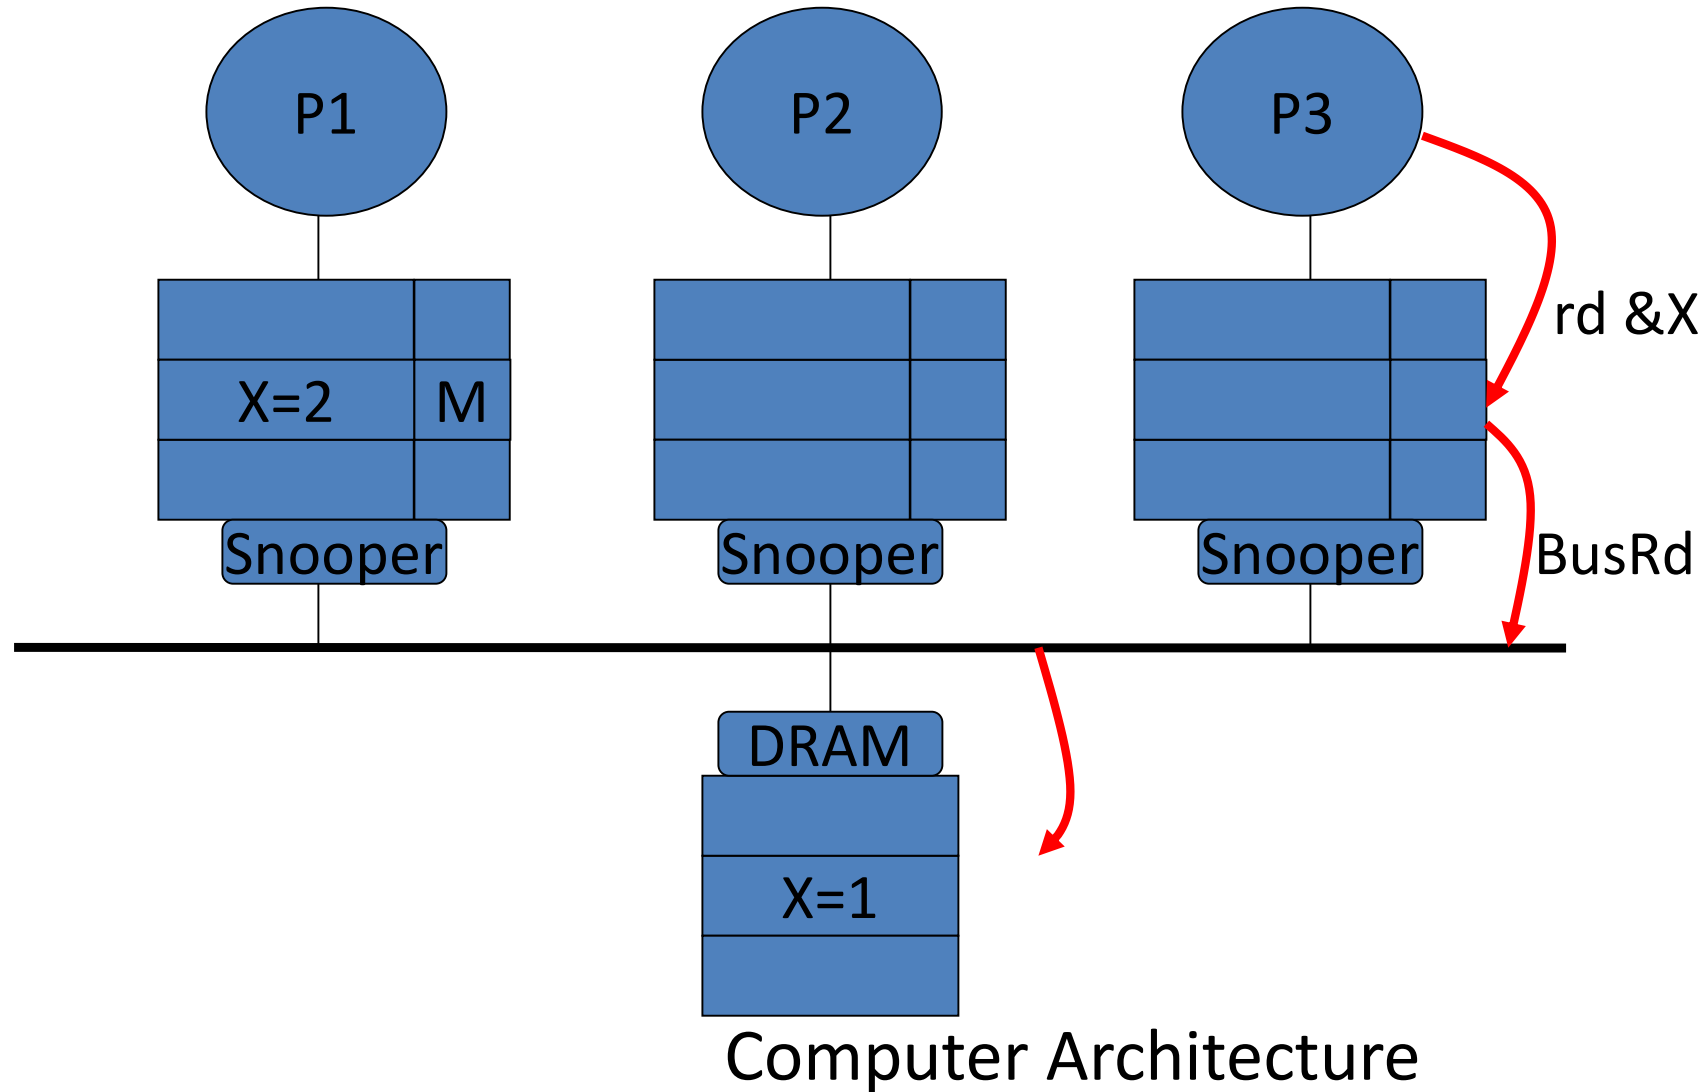 P1
P2
P3
rd &X
X=2
M
Snooper
Snooper
Snooper
BusRd
DRAM
X=1
Computer Architecture